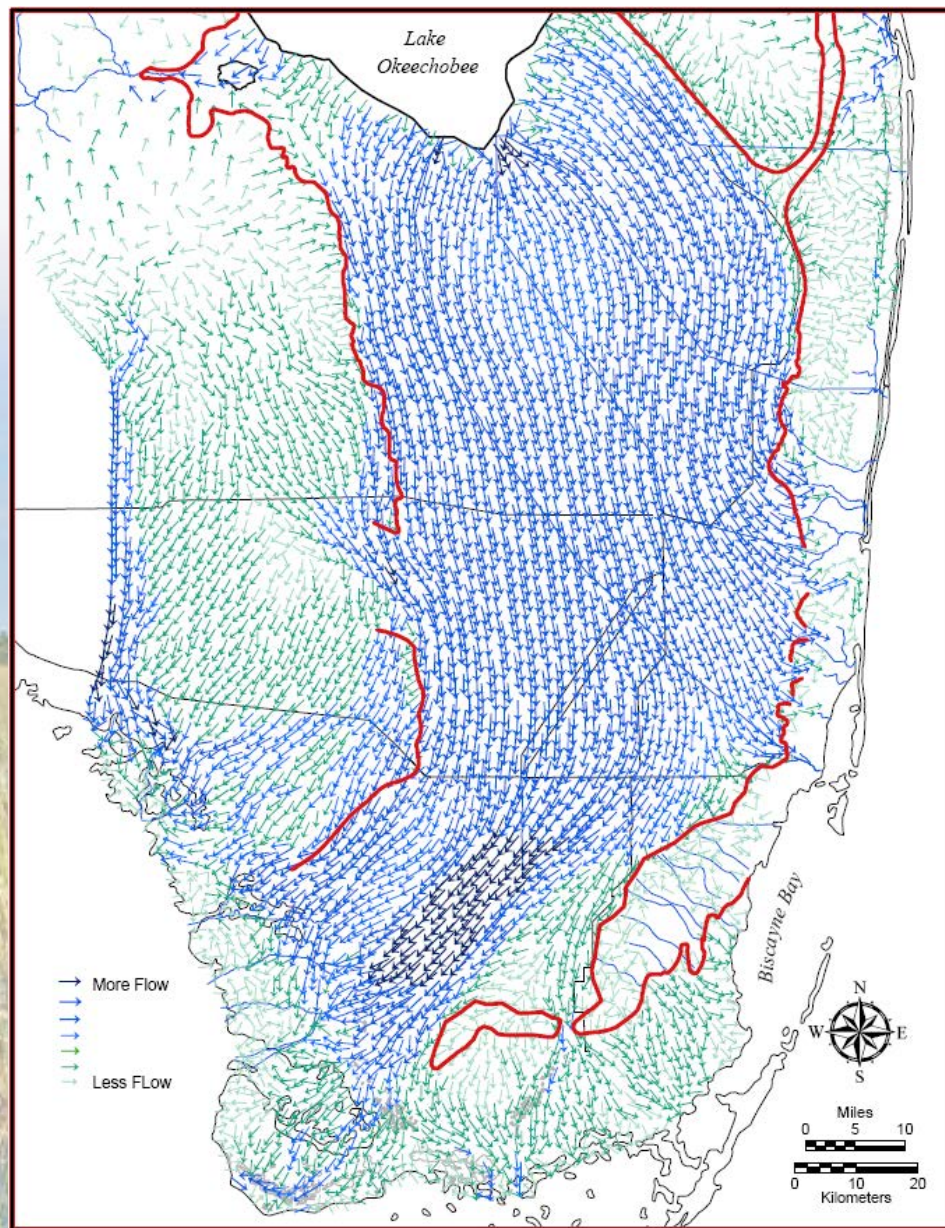 Lake
Okeechobee
Biscayne Bay
More Flow
Less FLow
N
W
E
S
Miles
0 5 10
0 10 20
Kilometers